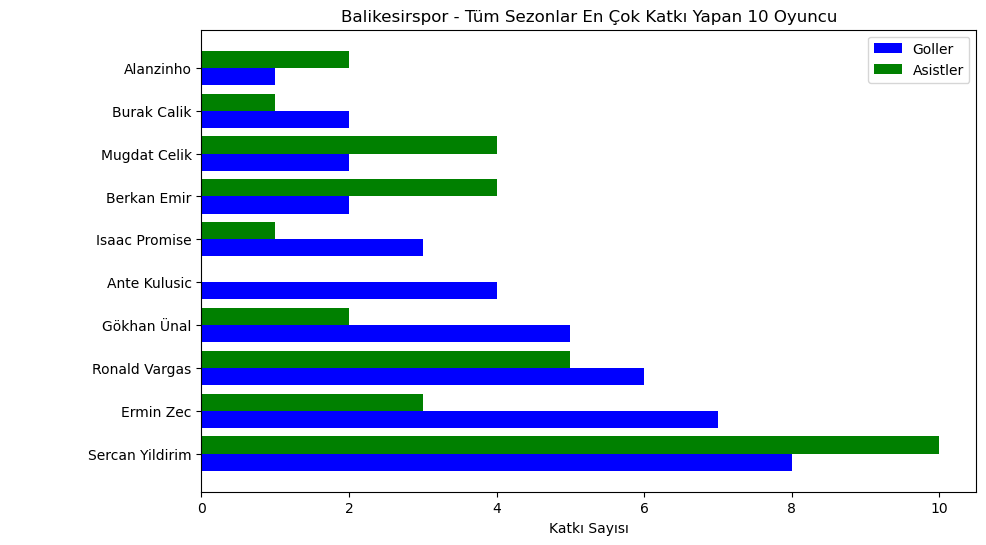 Balikesirspor - Tüm Sezonlar En Çok Katkı Yapan 10 Oyuncu
Goller
Asistler
Alanzinho
Burak Calik
Mugdat Celik
Berkan Emir
Isaac Promise
Ante Kulusic
Gökhan Ünal
Ronald Vargas
Ermin Zec
Sercan Yildirim
0 2 4 6 8 10
Katkı Sayısı